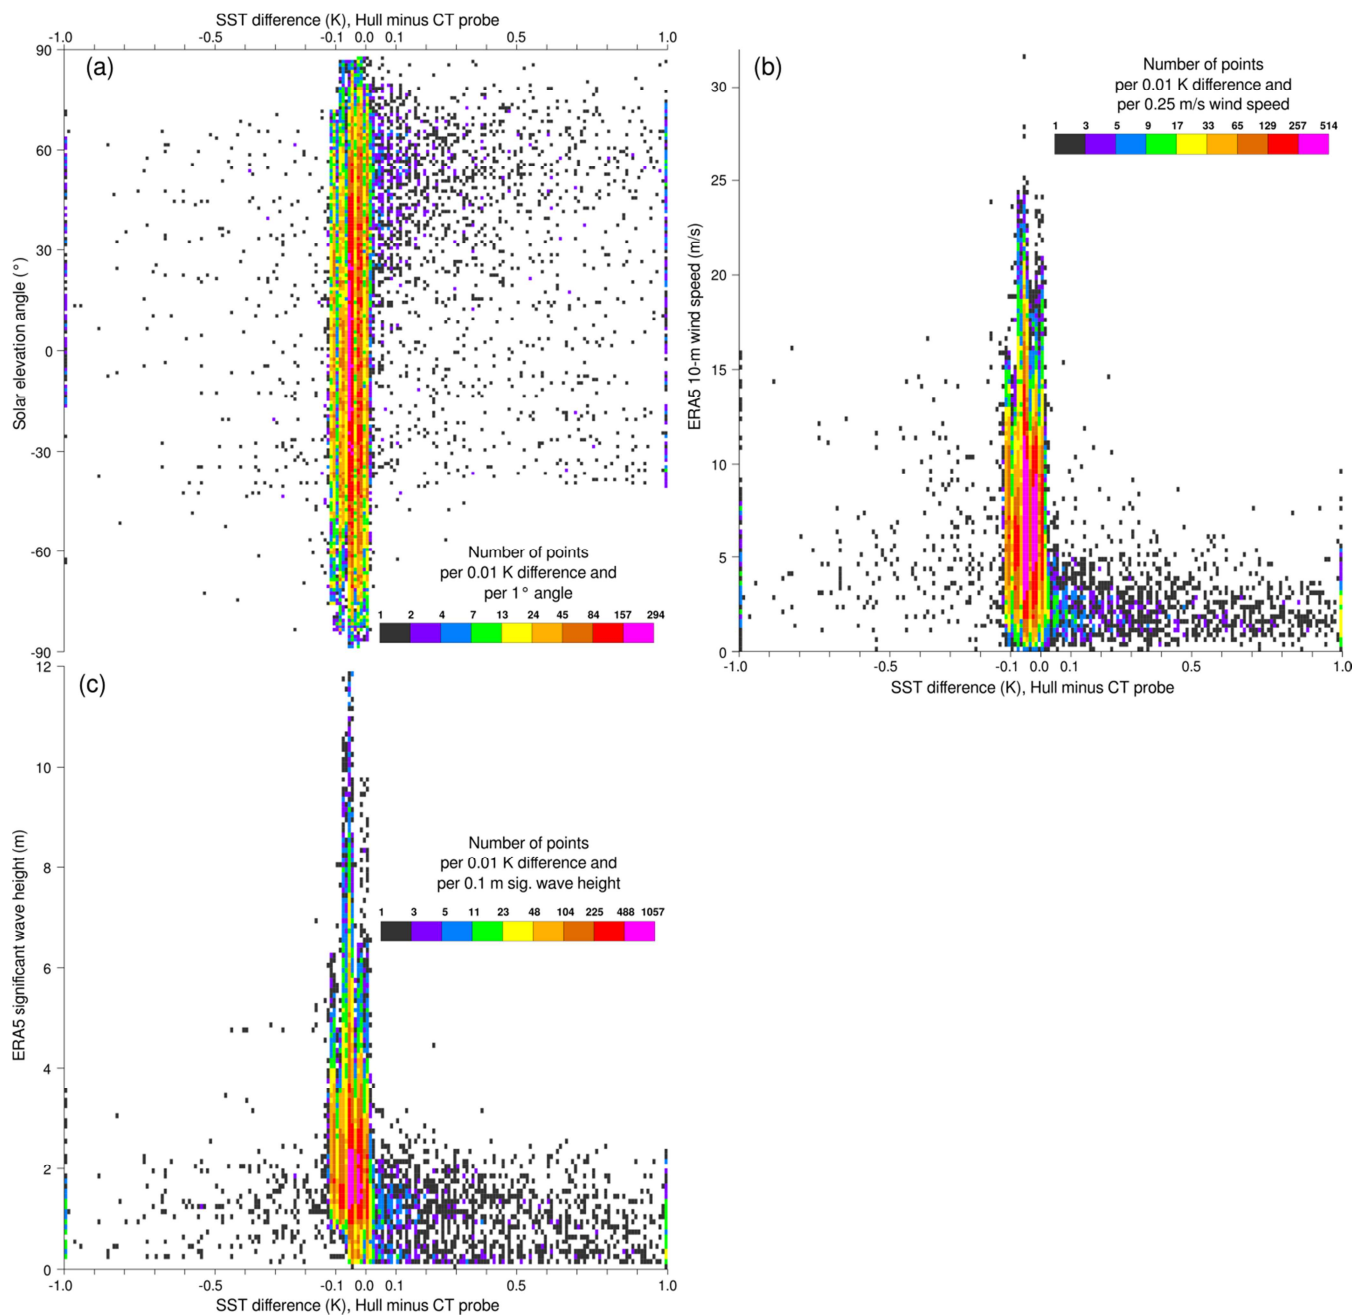 SST difference (K), Hull minus CT probe
-1.0 -0.5 -0.1 0.0 0.1 0.5 1.0
(a)
90
60
30
0
-30
-60
-90
Solar elevation angle (°)
Number of points
per 0.01 K difference and
per 1° angle
1 2 4 7 13 24 45 84 157 294
(b)
30
25
20
15
10
5
0
ERA5 10-m wind speed (m/s)
Number of points
per 0.01 K difference and
per 0.25 m/s wind speed
1 3 5 9 17 33 65 129 257 514
-1.0 -0.5 -0.1 0.0 0.1 0.5 1.0
SST difference (K), Hull minus CT probe
(c)
12
10
8
6
4
2
0
ERA5 significant wave height (m)
Number of points
per 0.01 K difference and
per 0.1 m sig. wave height
1 3 5 11 23 48 104 225 488 1057
-1.0 -0.5 -0.1 0.0 0.1 0.5 1.0
SST difference (K), Hull minus CT probe